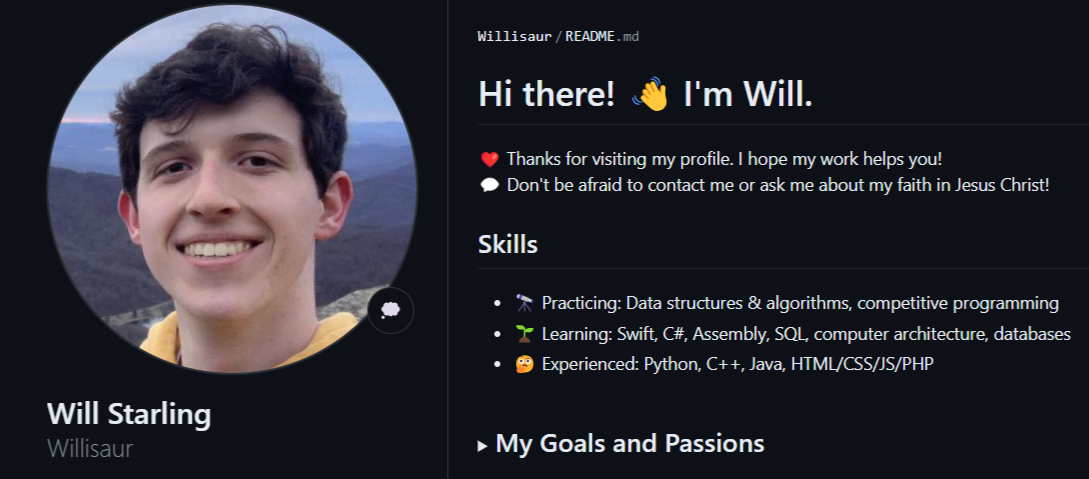 Willisaur / README.md
Hi there! 👋 I'm Will.
❤️ Thanks for visiting my profile. I hope my work helps you!
💬 Don't be afraid to contact me or ask me about my faith in Jesus Christ!
Skills
• 🔭 Practicing: Data structures & algorithms, competitive programming
• 🌱 Learning: Swift, C#, Assembly, SQL, computer architecture, databases
• 🤔 Experienced: Python, C++, Java, HTML/CSS/JS/PHP
My Goals and Passions
Will Starling
Willisaur